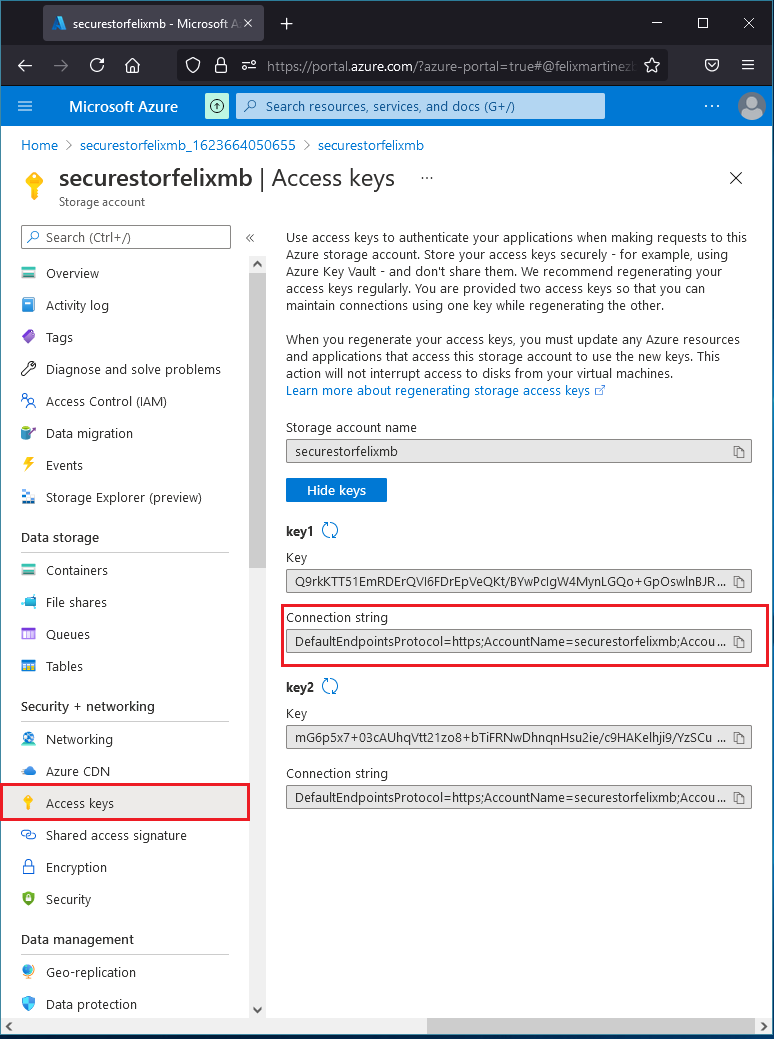 securestorfelixmb - Microsoft A
https://portal.azure.com/?azure-portal=true#@felixmartinezb
Microsoft Azure
Search resources, services, and docs (G+/)
Home > securestorfelixmb_1623664050655 > securestorfelixmb
securestorfelixmb | Access keys
Storage account
Search (Ctrl+/)
Overview
Activity log
Tags
Diagnose and solve problems
Access Control (IAM)
Data migration
Events
Storage Explorer (preview)
Data storage
Containers
File shares
Queues
Tables
Security + networking
Networking
Azure CDN
Access keys
Shared access signature
Encryption
Security
Data management
Geo-replication
Data protection
Use access keys to authenticate your applications when making requests to this
Azure storage account. Store your access keys securely - for example, using
Azure Key Vault - and don't share them. We recommend regenerating your
access keys regularly. You are provided two access keys so that you can
maintain connections using one key while regenerating the other.
When you regenerate your access keys, you must update any Azure resources
and applications that access this storage account to use the new keys. This
action will not interrupt access to disks from your virtual machines.
Learn more about regenerating storage access keys
Storage account name
securestorfelixmb
Hide keys
key1
Key
Q9rkKTT51EmRDErQVI6FDrEpVeQKt/BYwPcIgW4MynLGQo+GpOswlnBJR ...
Connection string
DefaultEndpointsProtocol=https;AccountName=securestorfelixmb;Accou ...
key2
Key
mG6p5x7+03cAUhqVtt21zo8+bTiFRNwDhnqnHsu2ie/c9HAKelhji9/YzSCu ...
Connection string
DefaultEndpointsProtocol=https;AccountName=securestorfelixmb;Accou ...